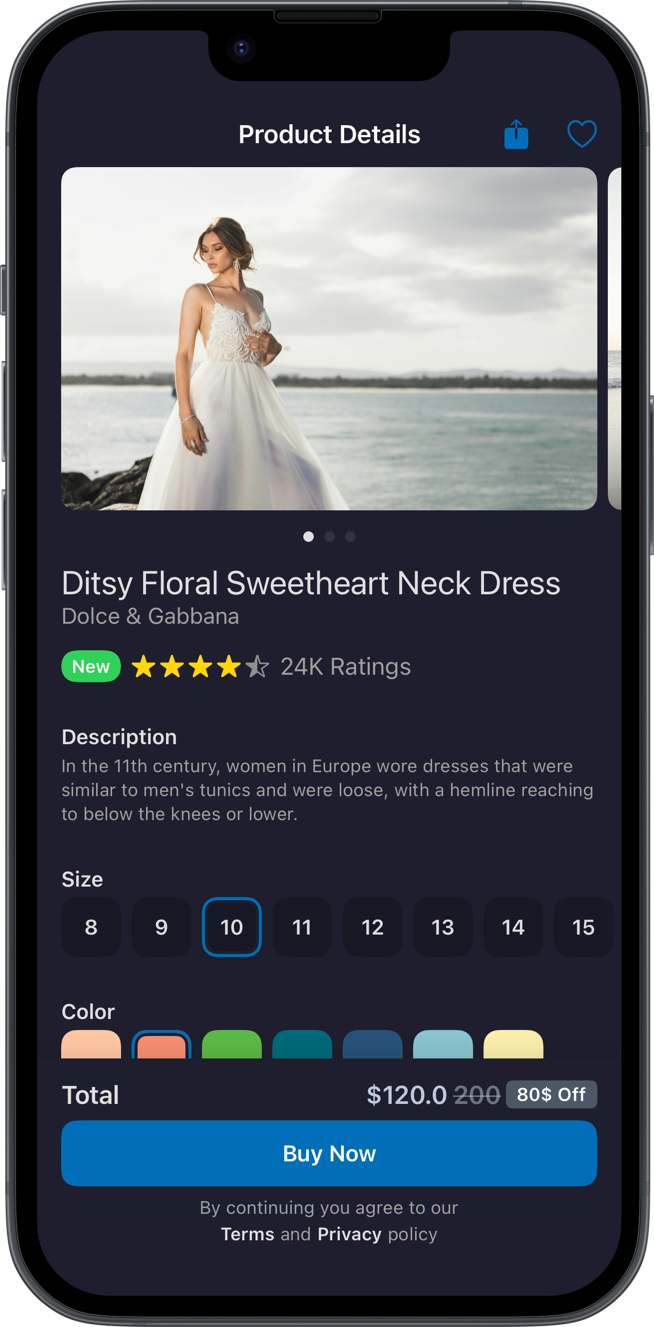 Product Details
Ditsy Floral Sweetheart Neck Dress
Dolce & Gabbana
New 24K Ratings
Description
In the 11th century, women in Europe wore dresses that were
similar to men's tunics and were loose, with a hemline reaching
to below the knees or lower.
Size
8 9 10 11 12 13 14 15
Color
Total $120.0 200 80$ Off
Buy Now
By continuing you agree to our
Terms and Privacy policy